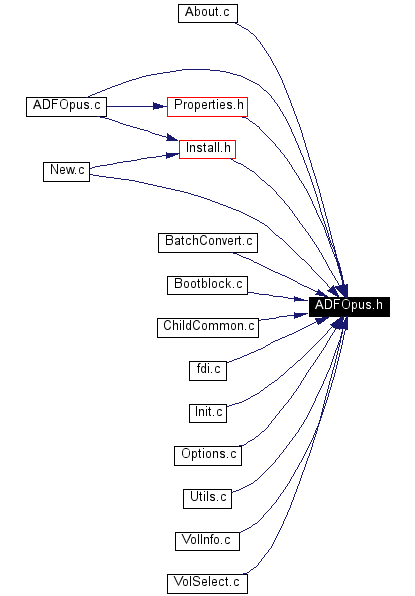 About.c
ADFOpus.c
Properties.h
Install.h
New.c
BatchConvert.c
Bootblock.c
ADFOpus.h
ChildCommon.c
fdi.c
Init.c
Options.c
Utils.c
VolInfo.c
VolSelect.c